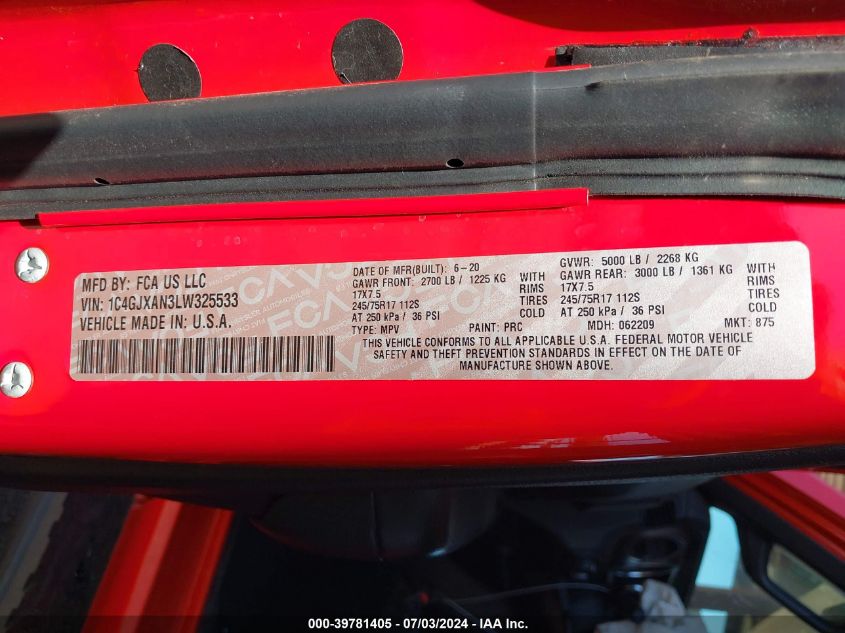 MFD BY: FCA US LLC
VIN: 1C4GJXAN3LW325533
VEHICLE MADE IN: U.S.A.
DATE OF MFR(BUILT): 6-20
GAWR FRONT: 2700 LB / 1225 KG WITH
17X7.5 RIMS
245/75R17 112S TIRES
AT 250 kPa / 36 PSI COLD
GVWR: 5000 LB / 2268 KG
GAWR REAR: 3000 LB / 1361 KG WITH
17X7.5 RIMS
245/75R17 112S TIRES
AT 250 kPa / 36 PSI COLD
TYPE: MPV PAINT: PRC MDH: 062209 MKT: 875
THIS VEHICLE CONFORMS TO ALL APPLICABLE U.S.A. FEDERAL MOTOR VEHICLE
SAFETY AND THEFT PREVENTION STANDARDS IN EFFECT ON THE DATE OF
MANUFACTURE SHOWN ABOVE.
000-39781405 - 07/03/2024 - IAA Inc.